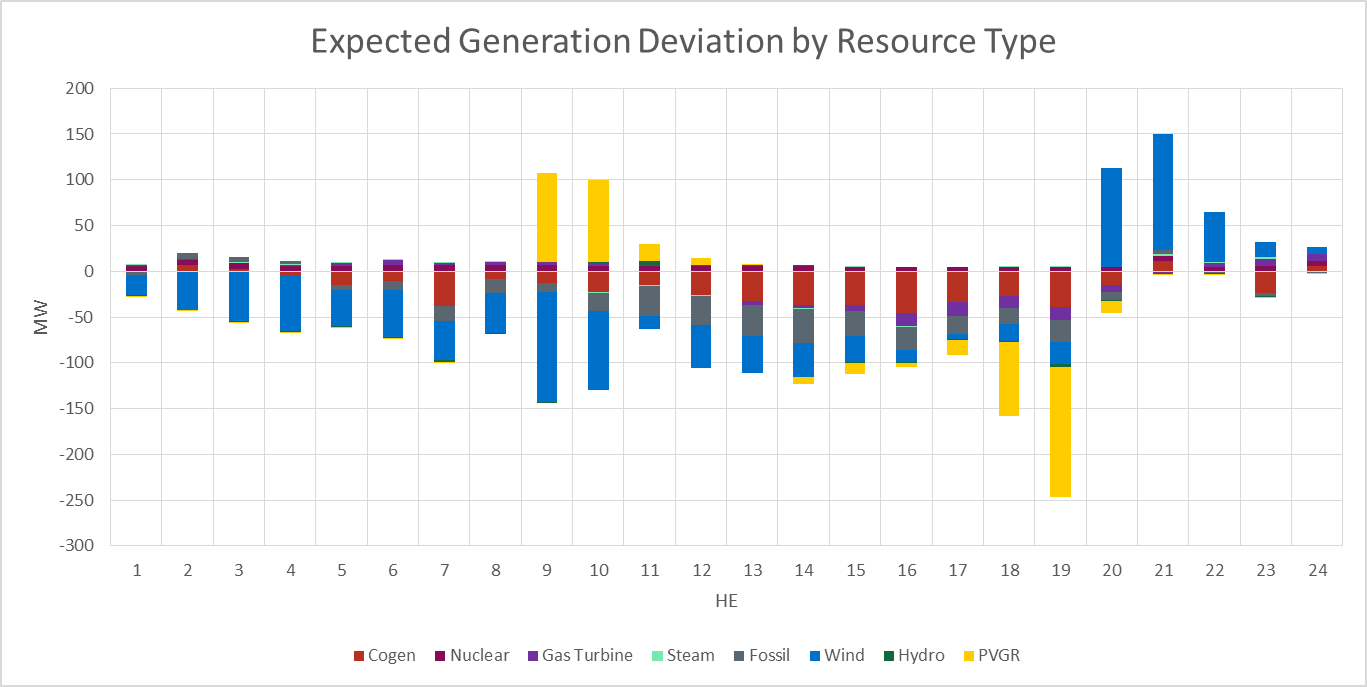 Expected Generation Deviation by Resource Type
200
150
100
50
0
-50
-100
-150
-200
-250
-300
MW
1 2 3 4 5 6 7 8 9 10 11 12 13 14 15 16 17 18 19 20 21 22 23 24
HE
Cogen Nuclear Gas Turbine Steam Fossil Wind Hydro PVGR